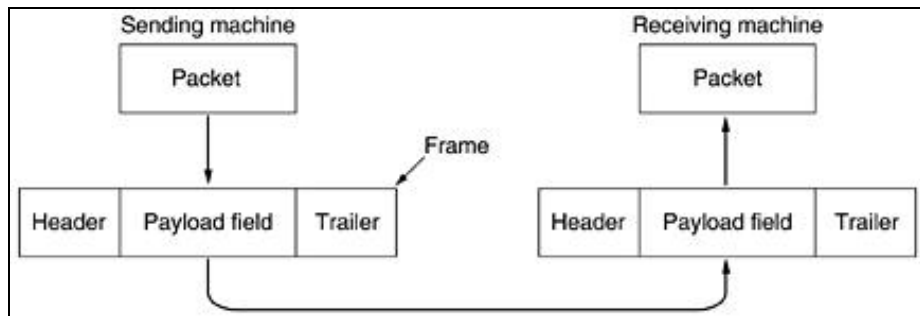 Sending machine
Receiving machine
Packet
Packet
Frame
Header Payload field Trailer
Header Payload field Trailer